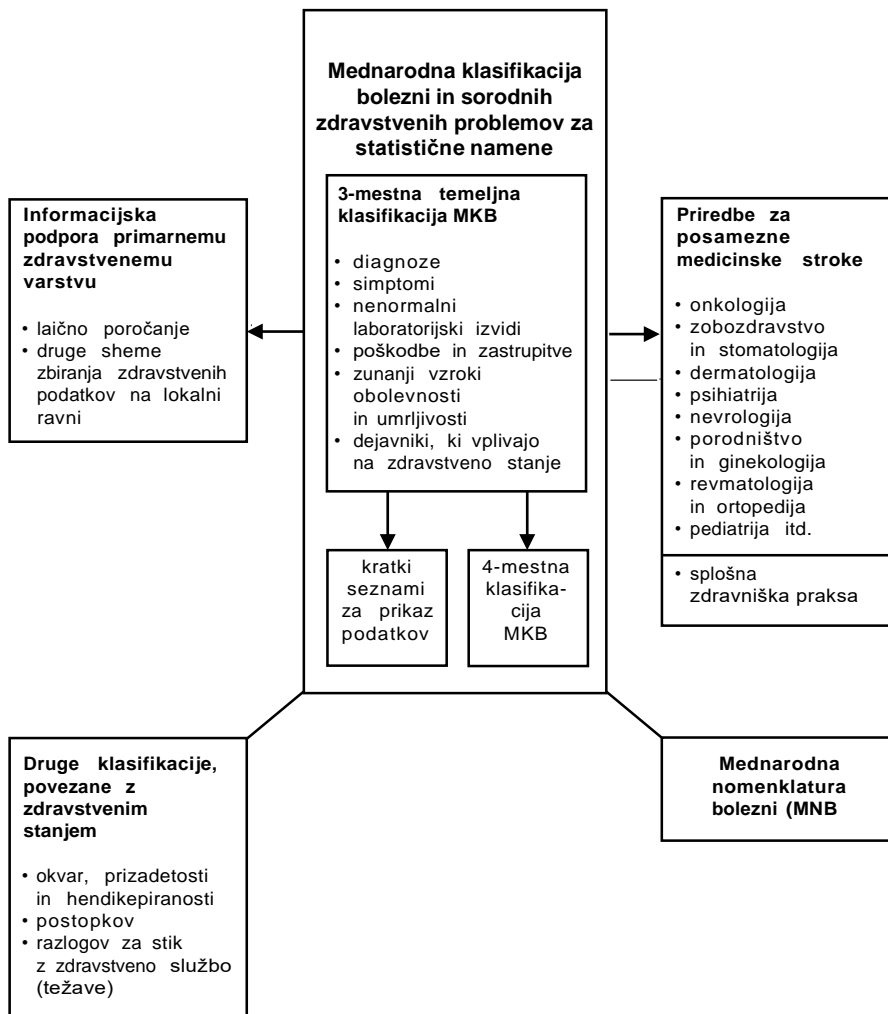 Mednarodna klasifikacija
bolezni in sorodnih
zdravstvenih problemov za
statistične namene
3-mestna temeljna
klasifikacija MKB
• diagnoze
• simptomi
• nenormalni
laboratorijski izvidi
• poškodbe in zastrupitve
• zunanji vzroki
obolevnosti
in umrljivosti
• dejavniki, ki vplivajo
na zdravstveno stanje
kratki
seznami
za prikaz
podatkov
4-mestna
klasifika-
cija
MKB
Informacijska
podpora primarnemu
zdravstvenemu
varstvu
• laično poročanje
• druge sheme
zbiranja zdravstvenih
podatkov na lokalni
ravni
Priredbe za
posamezne
medicinske stroke
• onkologija
• zobozdravstvo
in stomatologija
• dermatologija
• psihiatrija
• nevrologija
• porodništvo
in ginekologija
• revmatologija
in ortopedija
• pediatrija itd.
• splošna
zdravniška praksa
Druge klasifikacije,
povezane z
zdravstvenim
stanjem
• okvar, prizadetosti
in hendikepiranosti
• postopkov
• razlogov za stik
z zdravstveno službo
(težave)
Mednarodna
nomenklatura
bolezni (MNB